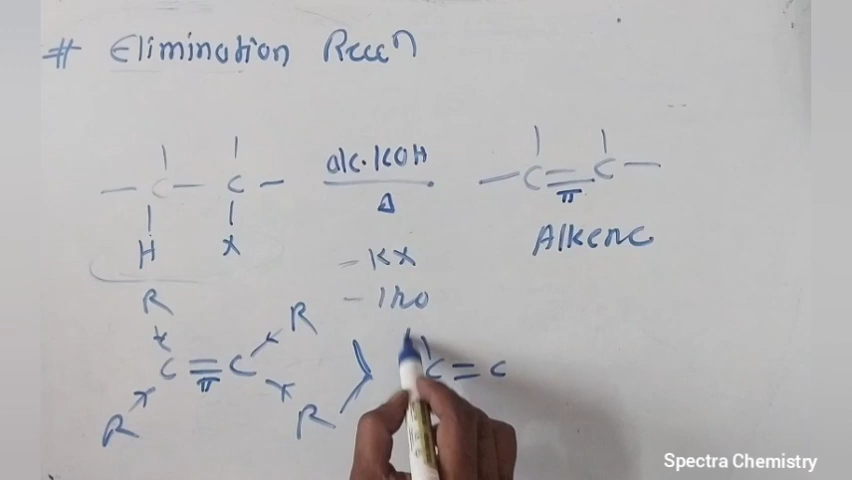 # Elimination Reacn
alc. KOH
Δ
C C
H X
C = C
π
Alkene
- KX
- H2O
R R
C = C
π
R R
> C = C
Spectra Chemistry